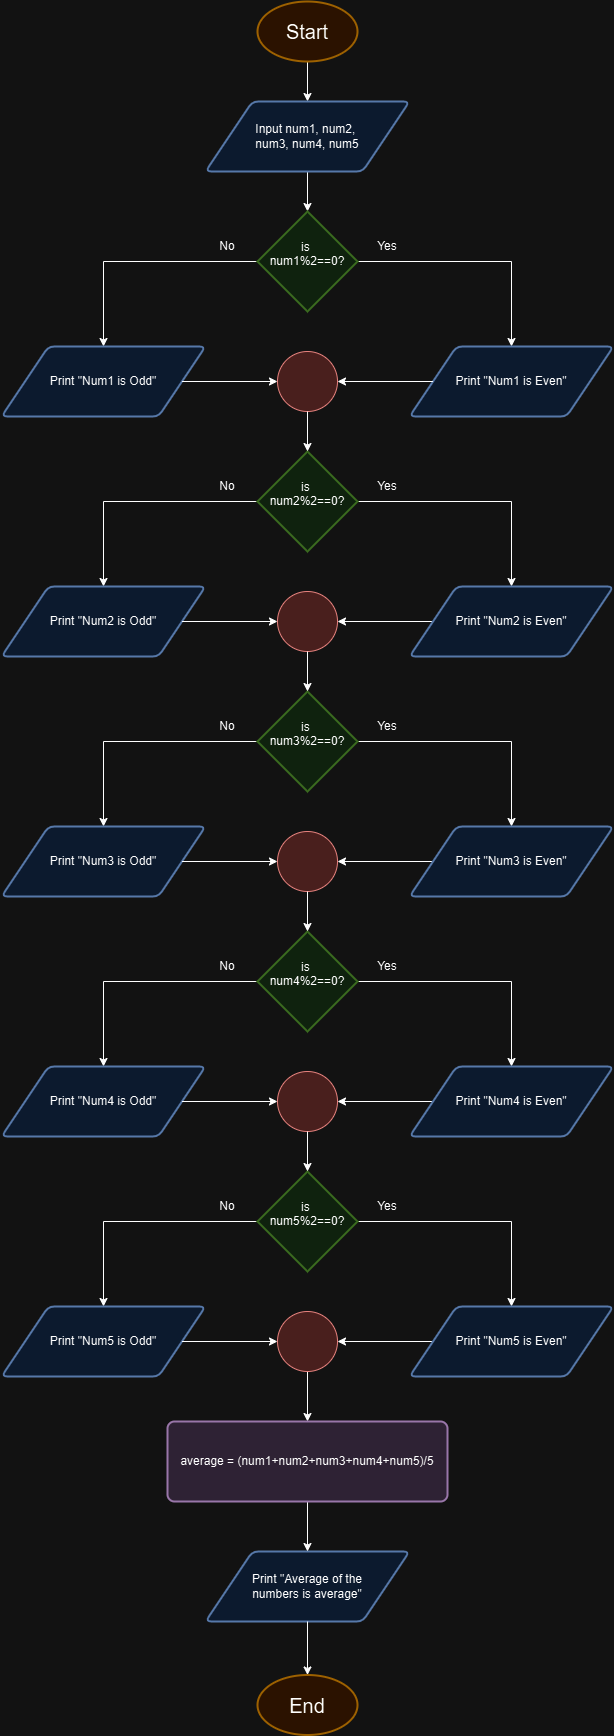 Start
Input num1, num2,
num3, num4, num5
No
is
num1%2==0?
Yes
Print "Num1 is Odd"
Print "Num1 is Even"
No
is
num2%2==0?
Yes
Print "Num2 is Odd"
Print "Num2 is Even"
No
is
num3%2==0?
Yes
Print "Num3 is Odd"
Print "Num3 is Even"
No
is
num4%2==0?
Yes
Print "Num4 is Odd"
Print "Num4 is Even"
No
is
num5%2==0?
Yes
Print "Num5 is Odd"
Print "Num5 is Even"
average = (num1+num2+num3+num4+num5)/5
Print "Average of the
numbers is average"
End